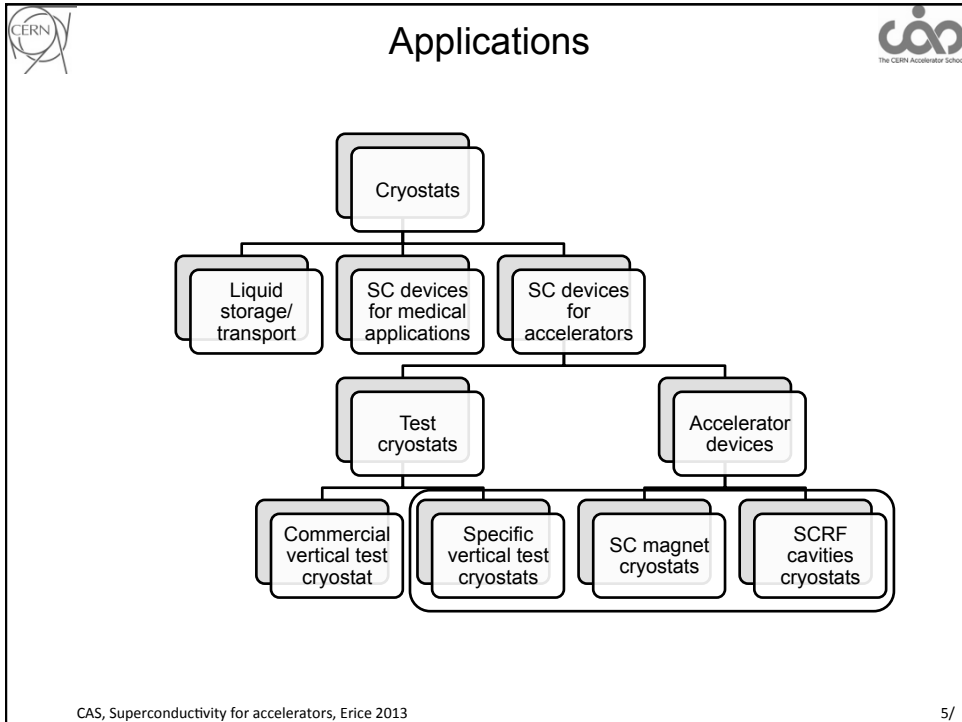 CERN
Applications
The CERN Accelerator School
Cryostats
Liquid
storage/
transport
SC devices
for medical
applications
SC devices
for
accelerators
Test
cryostats
Accelerator
devices
Commercial
vertical test
cryostat
Specific
vertical test
cryostats
SC magnet
cryostats
SCRF
cavities
cryostats
CAS, Superconductivity for accelerators, Erice 2013
5/